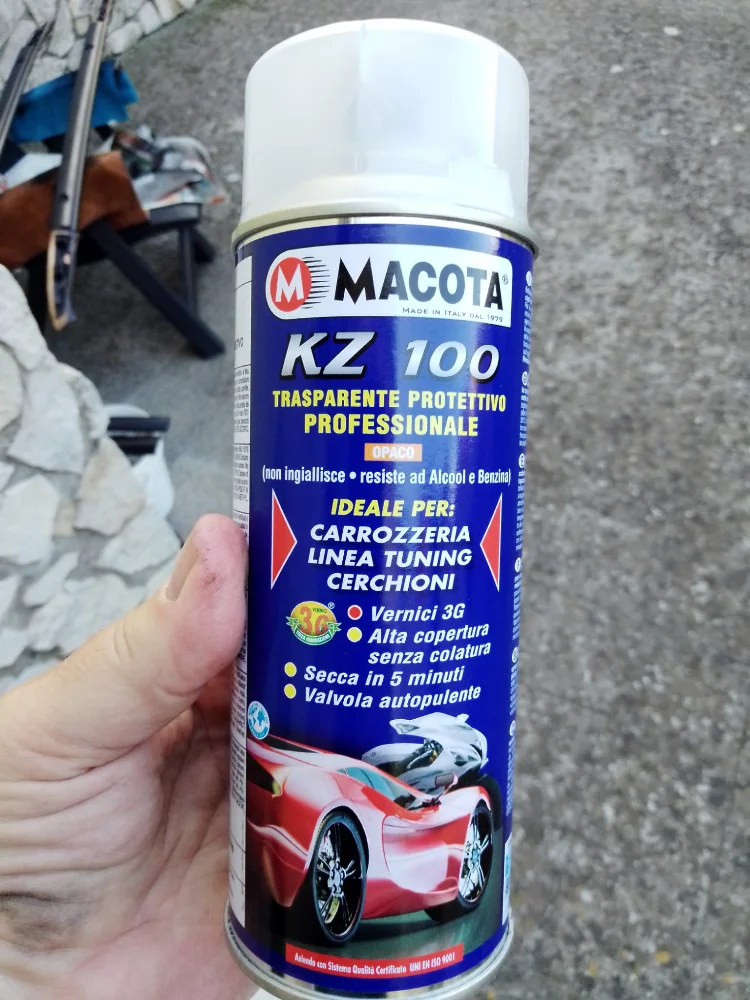 M MACOTA®
MADE IN ITALY DAL 1979
KZ 100
TRASPARENTE PROTETTIVO
PROFESSIONALE
OPACO
(non ingiallisce • resiste ad Alcool e Benzina)
IDEALE PER:
CARROZZERIA
LINEA TUNING
CERCHIONI
VERNICI
3G
Vernici 3G
Alta copertura
senza colatura
Secca in 5 minuti
Valvola autopulente
Azienda con Sistema Qualità Certificato UNI EN ISO 9001